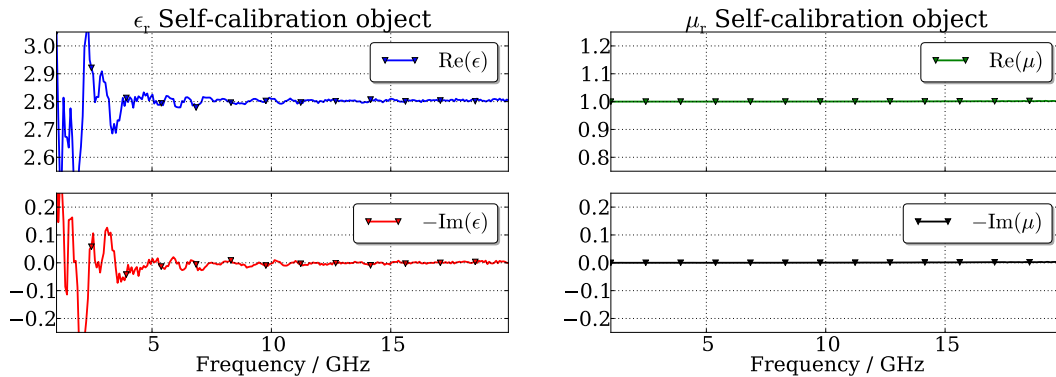 ϵr Self-calibration object
3.0
2.9
2.8
2.7
2.6
Re(ϵ)
0.2
0.1
0.0
−0.1
−0.2
−Im(ϵ)
5 10 15
Frequency / GHz
μr Self-calibration object
1.2
1.1
1.0
0.9
0.8
Re(μ)
0.2
0.1
0.0
−0.1
−0.2
−Im(μ)
5 10 15
Frequency / GHz